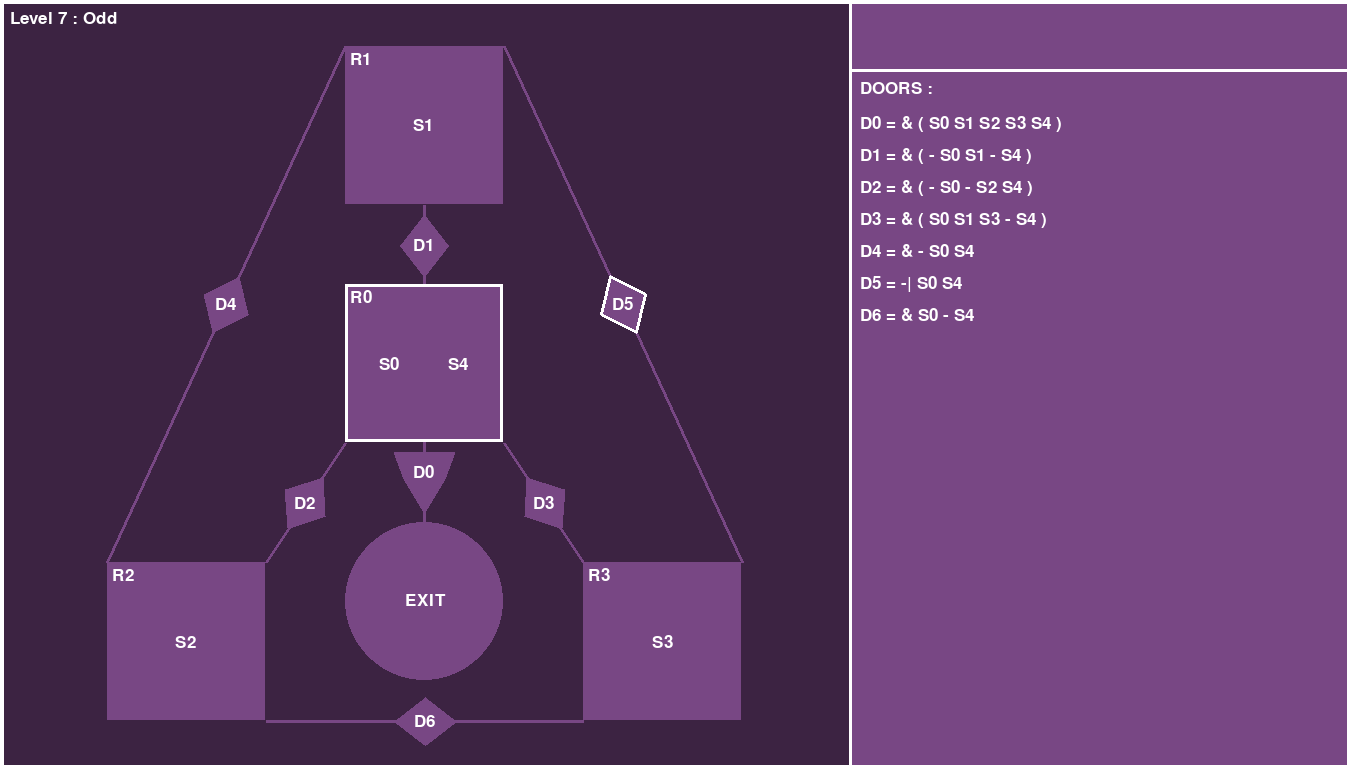 Level 7 : Odd
R1
S1
D1
D4
D5
R0
S0 S4
D0
D2
D3
R2
S2
EXIT
R3
S3
D6
DOORS :
D0 = & ( S0 S1 S2 S3 S4 )
D1 = & ( - S0 S1 - S4 )
D2 = & ( - S0 - S2 S4 )
D3 = & ( S0 S1 S3 - S4 )
D4 = & - S0 S4
D5 = -| S0 S4
D6 = & S0 - S4